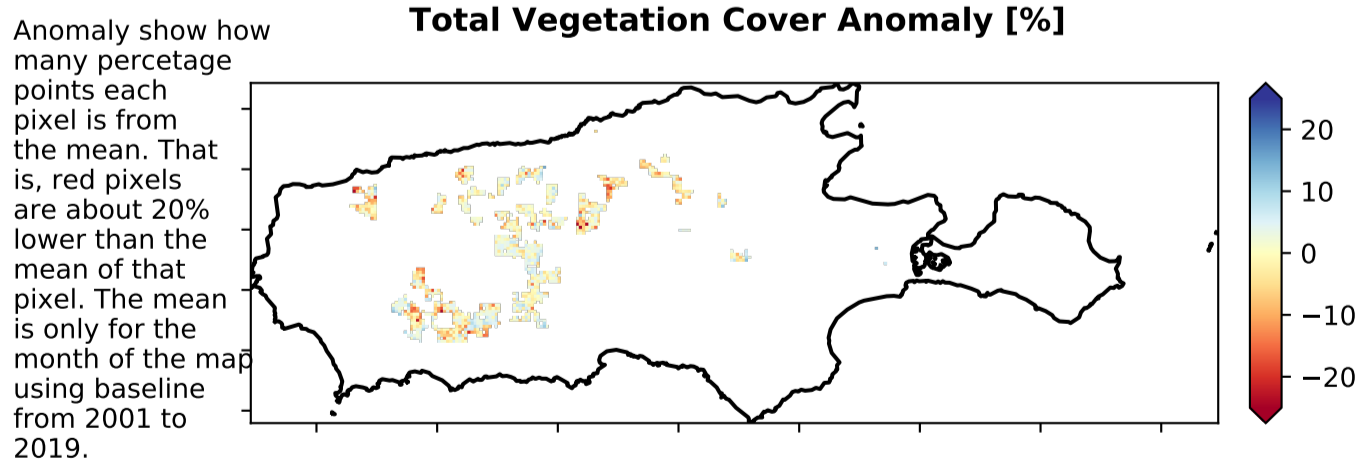 Total Vegetation Cover Anomaly [%]
Anomaly show how
many percetage
points each
pixel is from
the mean. That
is, red pixels
are about 20%
lower than the
mean of that
pixel. The mean
is only for the
month of the map
using baseline
from 2001 to
2019.
20
10
0
−10
−20